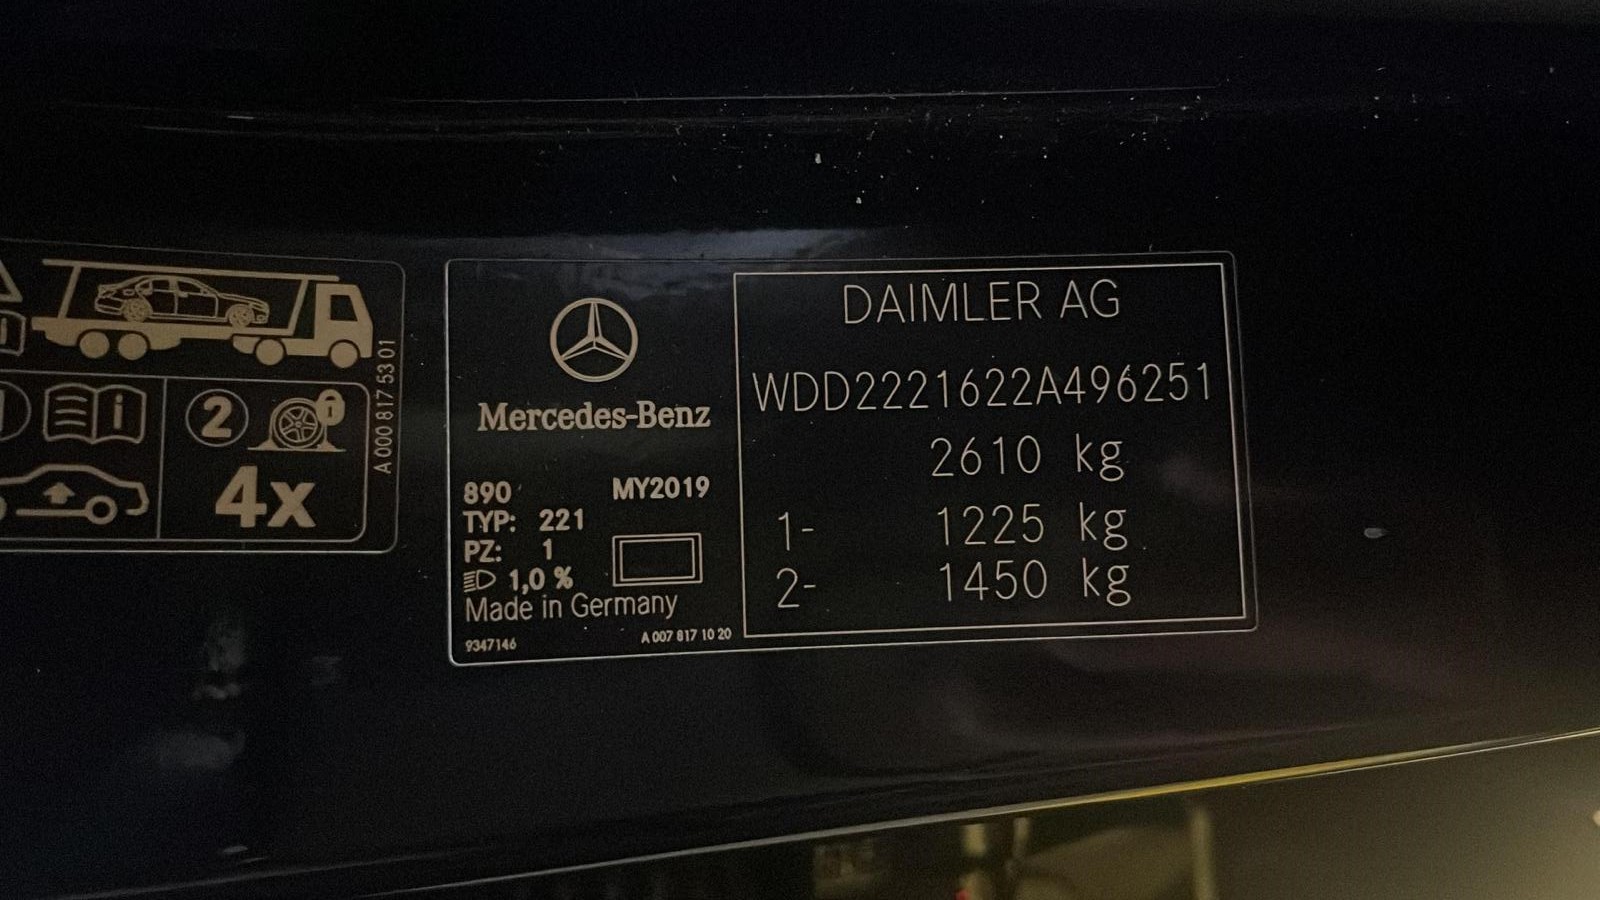 A 000 817 53 01
2
4x
Mercedes-Benz
890 MY2019
TYP: 221
PZ: 1
1,0 %
Made in Germany
9347146 A 007 817 10 20
DAIMLER AG
WDD2221622A496251
2610 kg
1- 1225 kg
2- 1450 kg